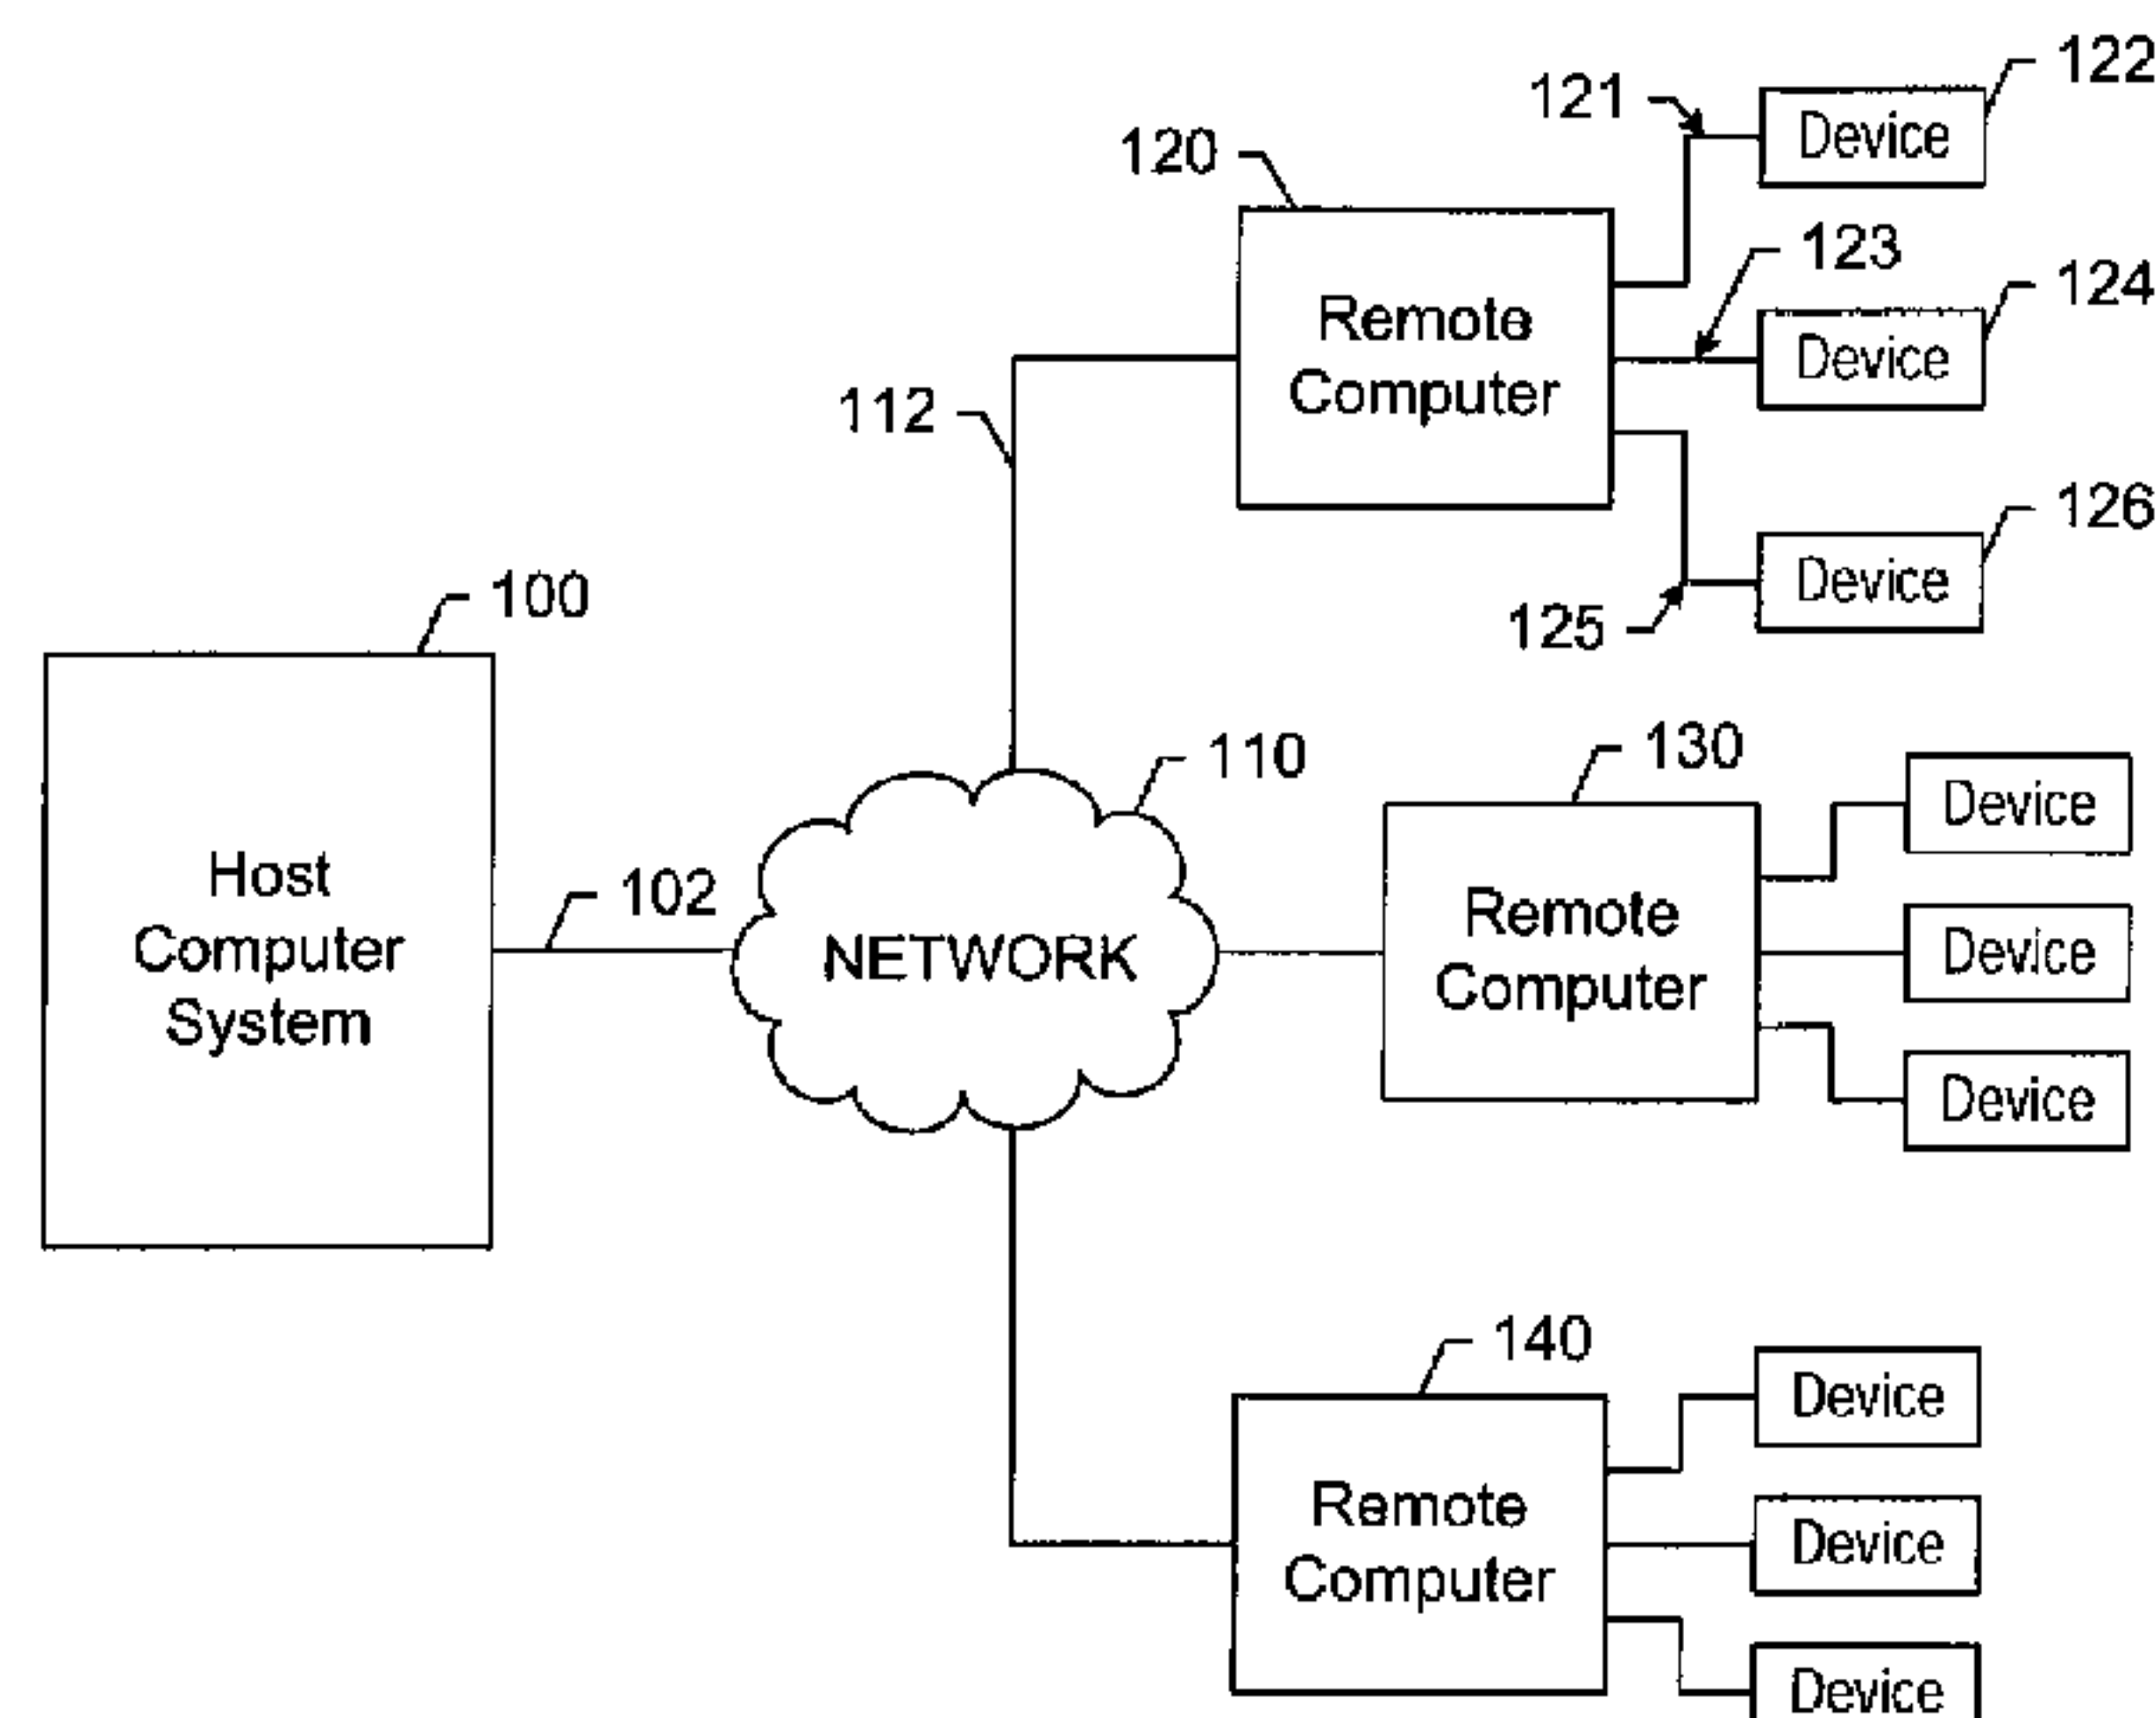 122
121
Device
120
123
124
Remote
Computer
Device
112
126
Device
125
100
110
130
Device
Host
Computer
System
102
NETWORK
Remote
Computer
Device
Device
140
Device
Remote
Computer
Device
Device